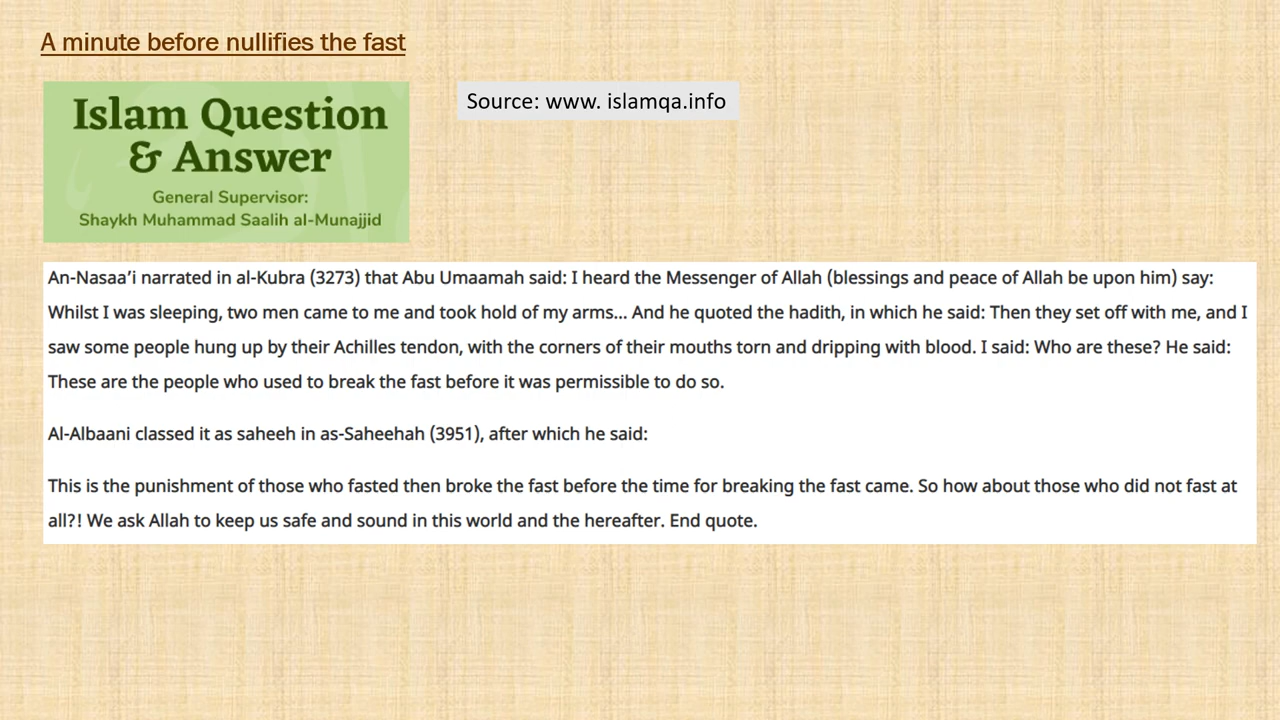 A minute before nullifies the fast
Islam Question
& Answer
General Supervisor:
Shaykh Muhammad Saalih al-Munajjid
Source: www. islamqa.info
An-Nasaa’i narrated in al-Kubra (3273) that Abu Umaamah said: I heard the Messenger of Allah (blessings and peace of Allah be upon him) say:
Whilst I was sleeping, two men came to me and took hold of my arms... And he quoted the hadith, in which he said: Then they set off with me, and I
saw some people hung up by their Achilles tendon, with the corners of their mouths torn and dripping with blood. I said: Who are these? He said:
These are the people who used to break the fast before it was permissible to do so.
Al-Albaani classed it as saheeh in as-Saheehah (3951), after which he said:
This is the punishment of those who fasted then broke the fast before the time for breaking the fast came. So how about those who did not fast at
all?! We ask Allah to keep us safe and sound in this world and the hereafter. End quote.